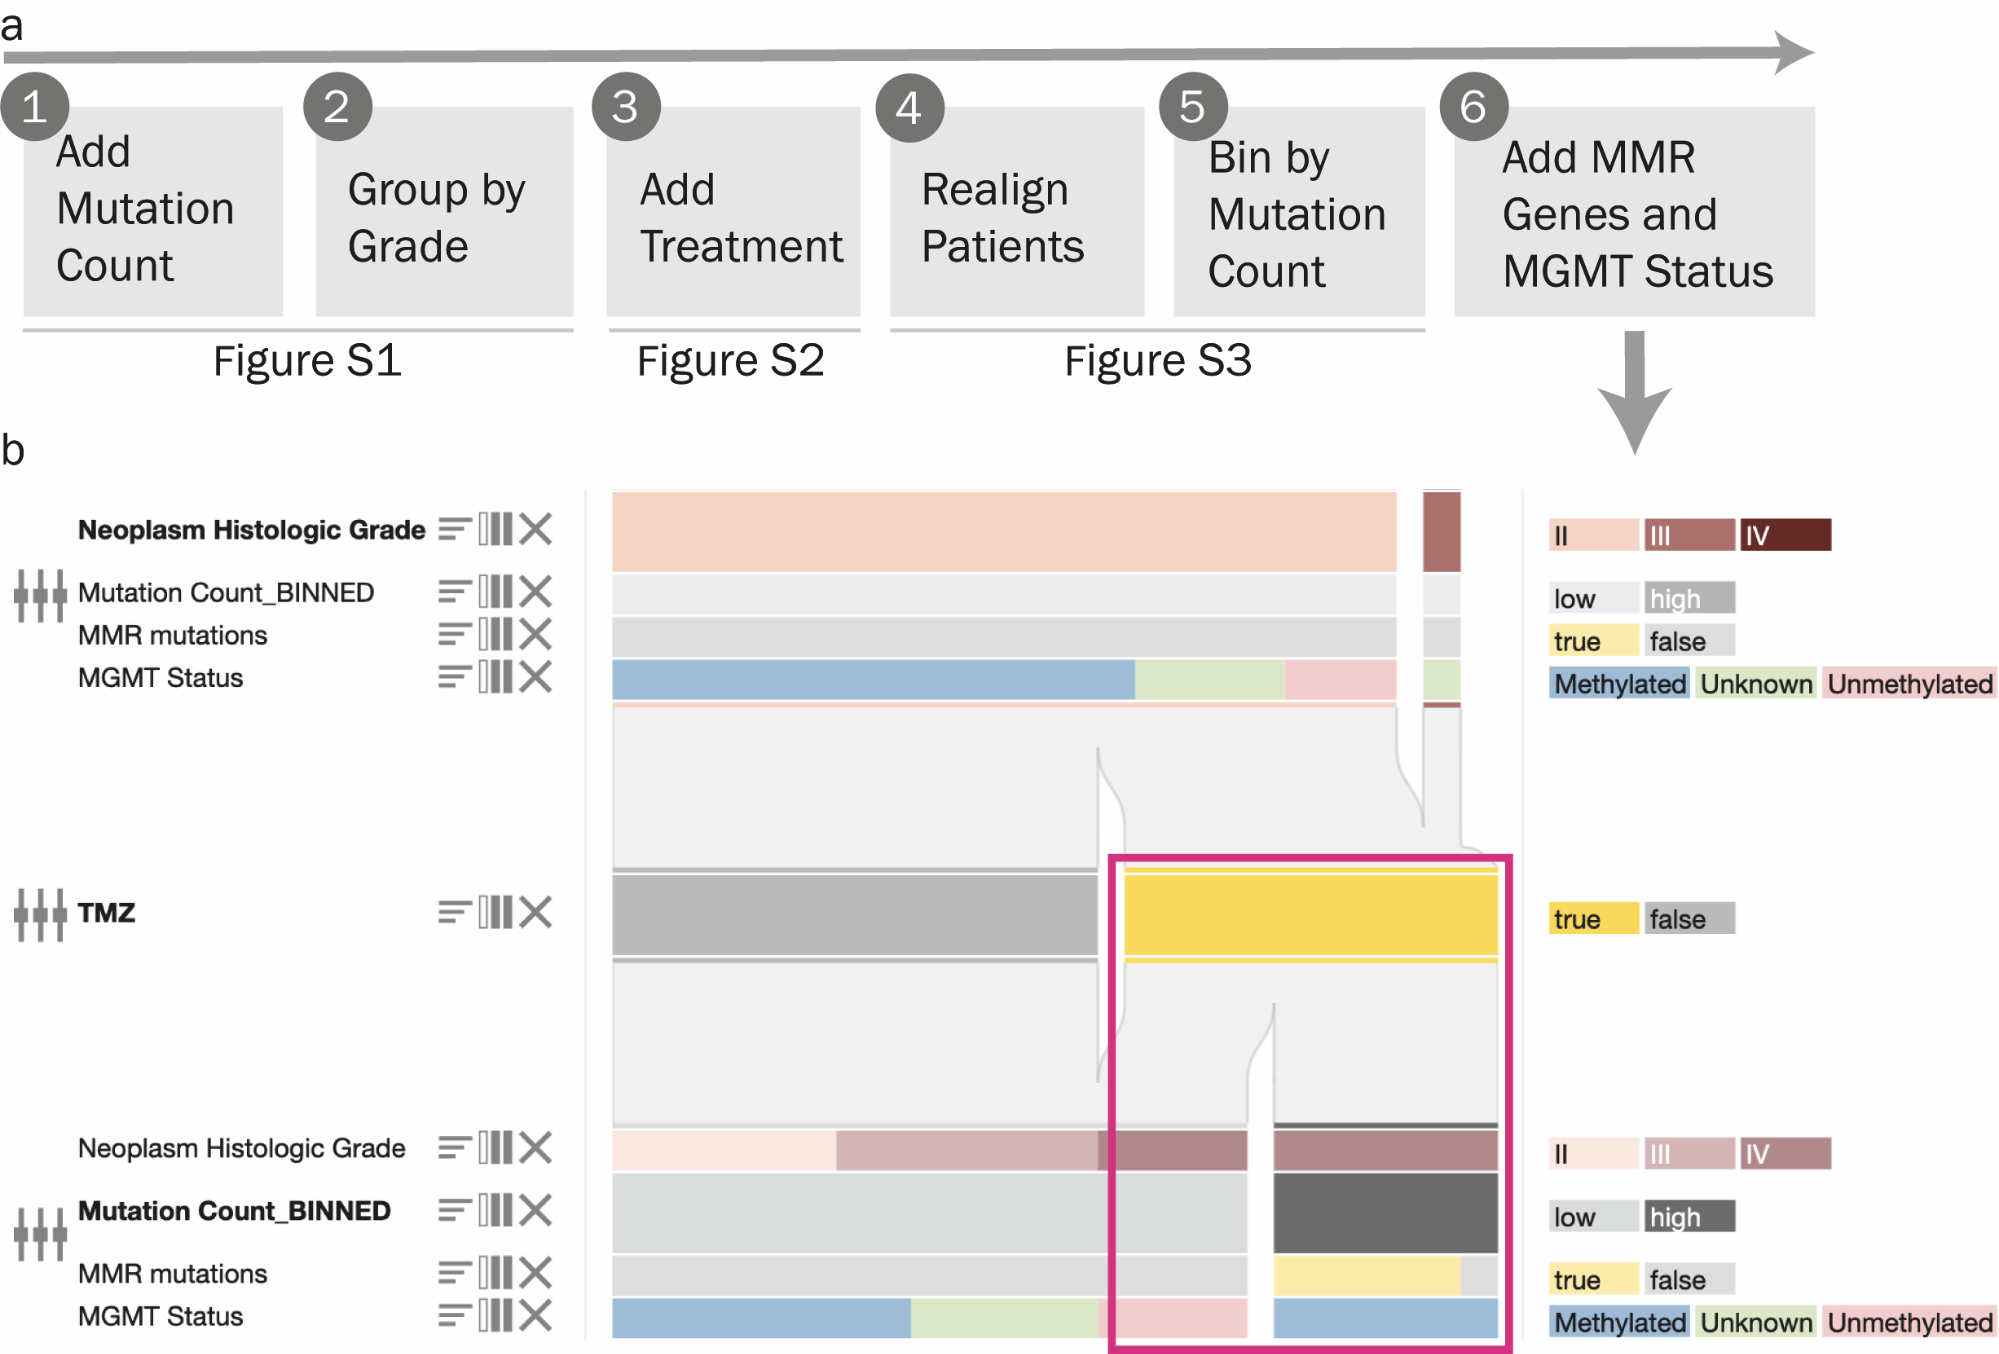 a
1
Add
Mutation
Count
2
Group by
Grade
3
Add
Treatment
4
Realign
Patients
5
Bin by
Mutation
Count
6
Add MMR
Genes and
MGMT Status
Figure S1
Figure S2
Figure S3
b
Neoplasm Histologic Grade
II III IV
Mutation Count_BINNED
low high
MMR mutations
true false
MGMT Status
Methylated Unknown Unmethylated
TMZ
true false
Neoplasm Histologic Grade
II III IV
Mutation Count_BINNED
low high
MMR mutations
true false
MGMT Status
Methylated Unknown Unmethylated